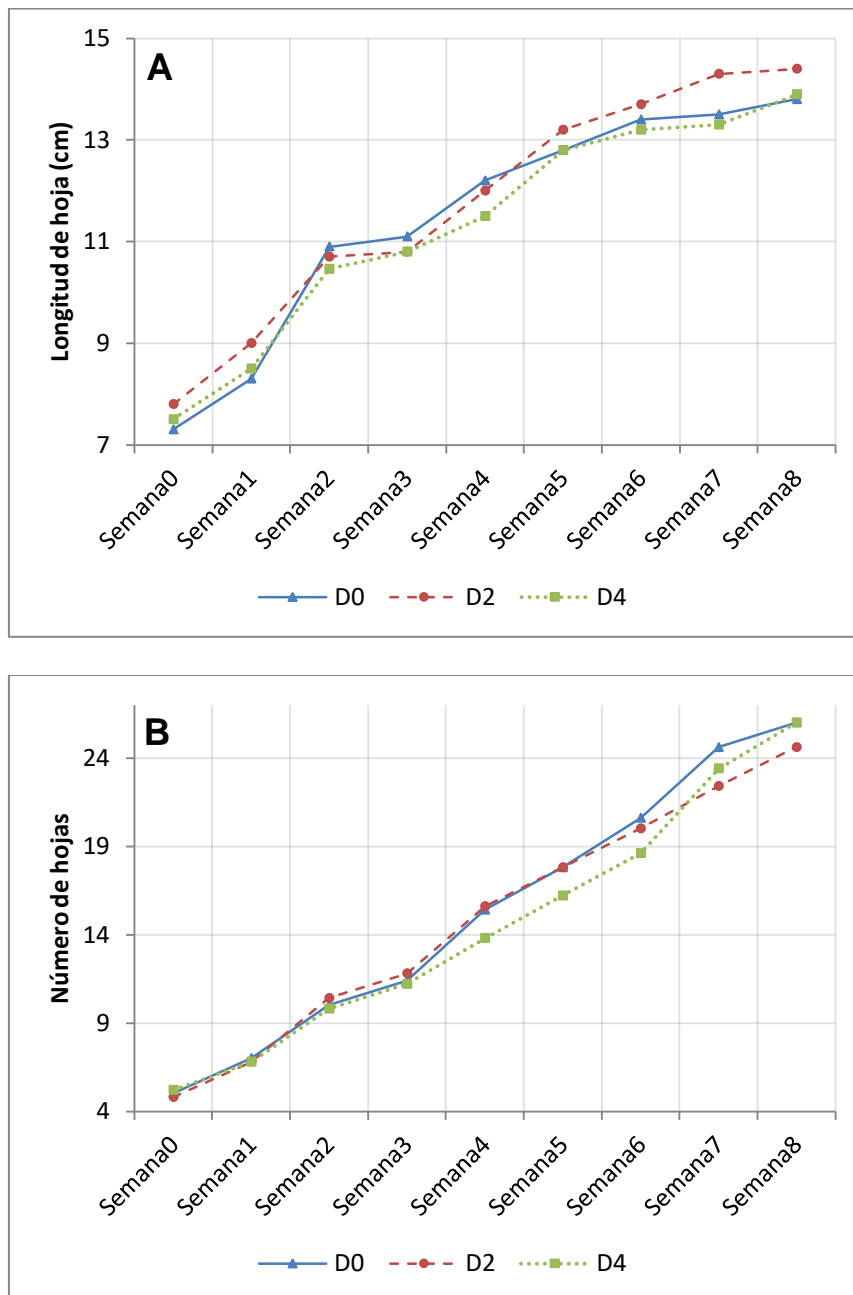 A
Longitud de hoja (cm)
15
13
11
9
7
Semana0
Semana1
Semana2
Semana3
Semana4
Semana5
Semana6
Semana7
Semana8
D0 D2 D4
B
Número de hojas
24
19
14
9
4
Semana0
Semana1
Semana2
Semana3
Semana4
Semana5
Semana6
Semana7
Semana8
D0 D2 D4